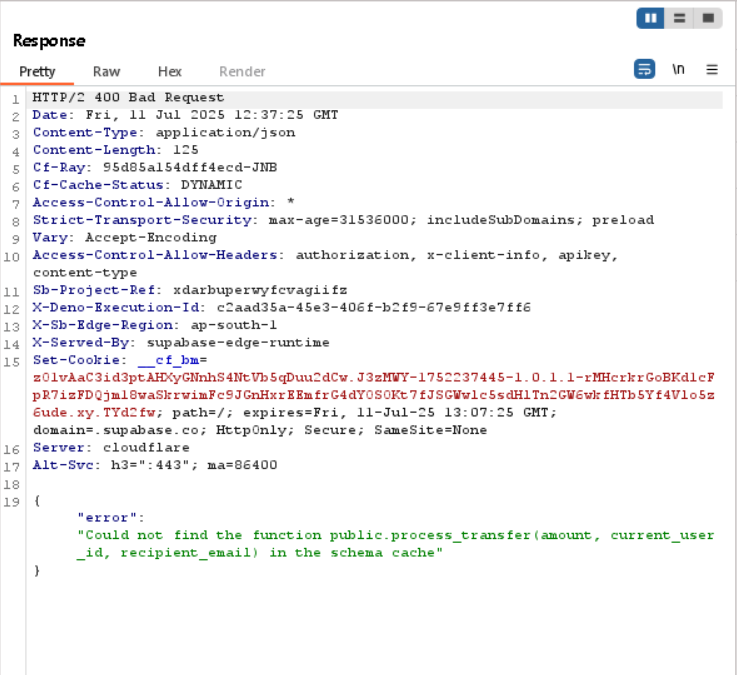 Response
Pretty Raw Hex Render
\n
1 HTTP/2 400 Bad Request
2 Date: Fri, 11 Jul 2025 12:37:25 GMT
3 Content-Type: application/json
4 Content-Length: 125
5 Cf-Ray: 95d85a154dff4ecd-JNB
6 Cf-Cache-Status: DYNAMIC
7 Access-Control-Allow-Origin: *
8 Strict-Transport-Security: max-age=31536000; includeSubDomains; preload
9 Vary: Accept-Encoding
10 Access-Control-Allow-Headers: authorization, x-client-info, apikey,
content-type
11 Sb-Project-Ref: xdarbuperwyfcvagiifz
12 X-Deno-Execution-Id: c2aad35a-45e3-406f-b2f9-67e9ff3e7ff6
13 X-Sb-Edge-Region: ap-south-1
14 X-Served-By: supabase-edge-runtime
15 Set-Cookie: __cf_bm=
z01vAaC3id3ptAHXyGNnhS4NtVb5qDuu2dCw.J3zMWY-1752237445-1.0.1.1-rMHcrkrGoBKdlcF
pR7izFDQjml8waSkrwimFc9JGnHxrEEmfrG4dY0S0Kt7fJSGWwlc5sdHlTn2GW6wkfHTb5Yf4Vlo5z
6ude.xy.TYd2fw; path=/; expires=Fri, 11-Jul-25 13:07:25 GMT;
domain=.supabase.co; HttpOnly; Secure; SameSite=None
16 Server: cloudflare
17 Alt-Svc: h3=":443"; ma=86400
18
19 {
"error":
"Could not find the function public.process_transfer(amount, current_user
_id, recipient_email) in the schema cache"
}